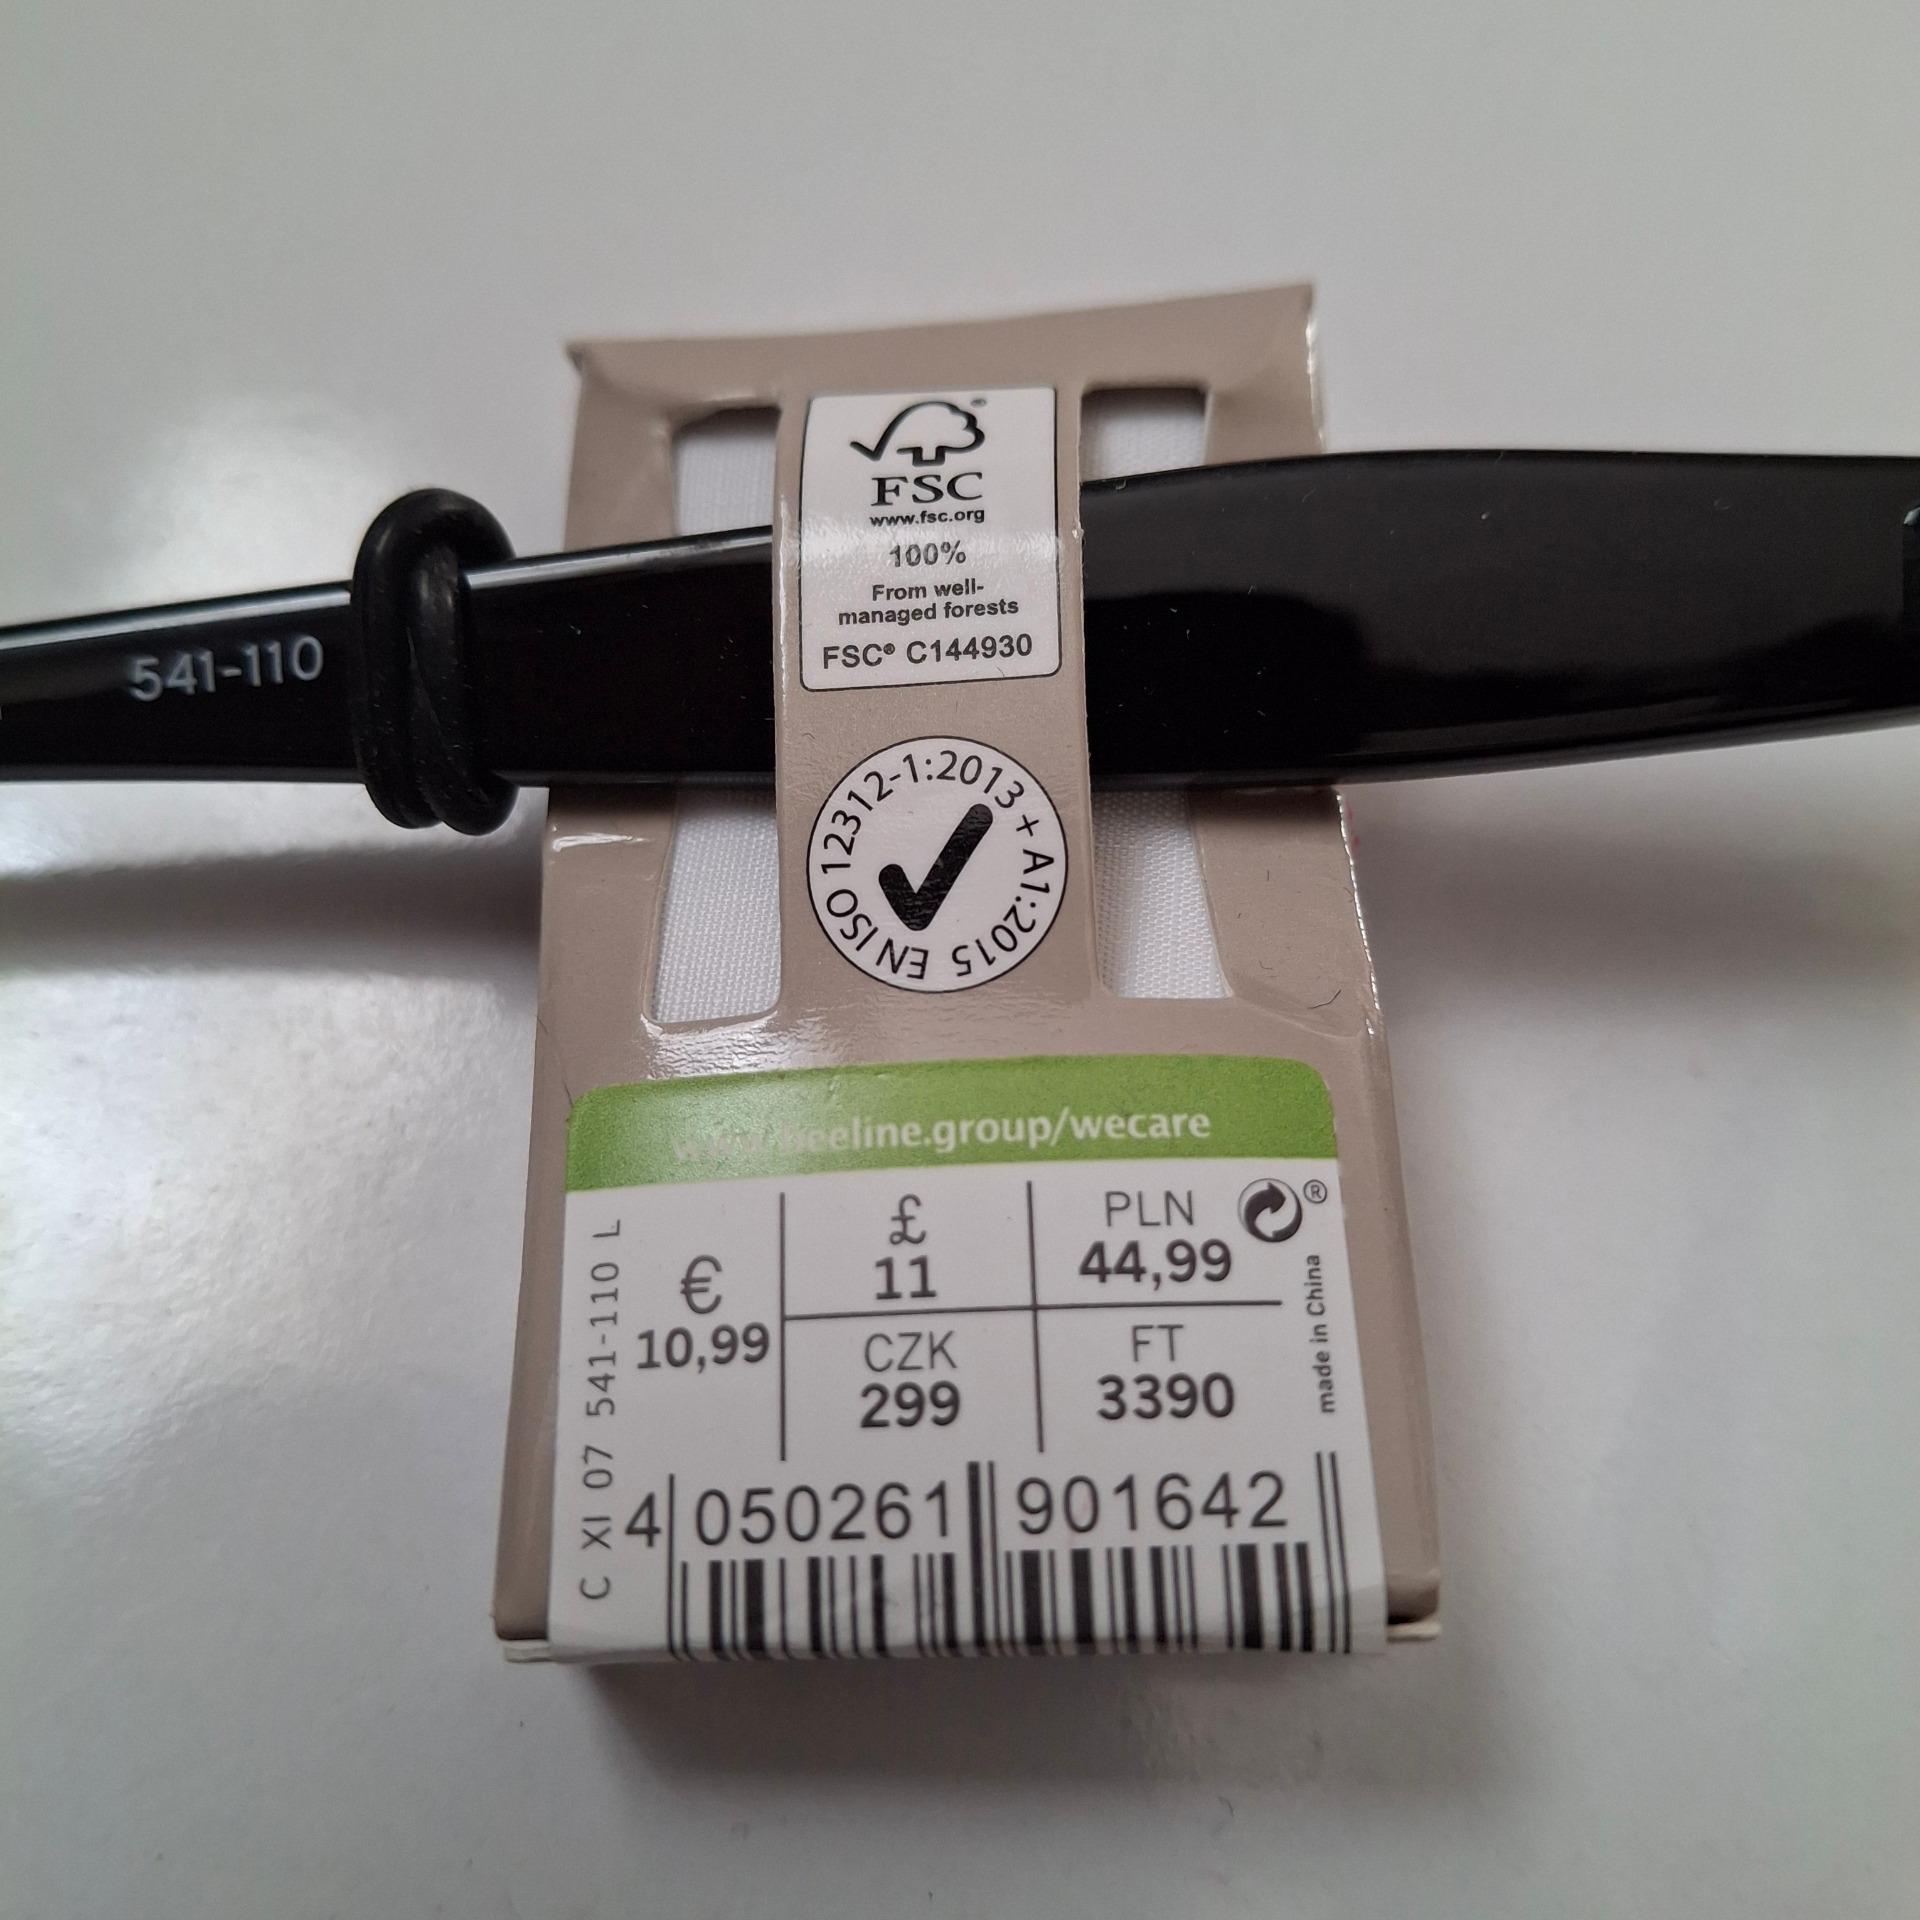 541-110
FSC
www.fsc.org
100%
From well-
managed forests
FSC® C144930
EN ISO 12312-1:2013 + A1:2015
www.beeline.group/wecare
€
10,99
£
11
PLN
44,99
CZK
299
FT
3390
®
made in China
C XI 07 541-110 L
4 050261 901642